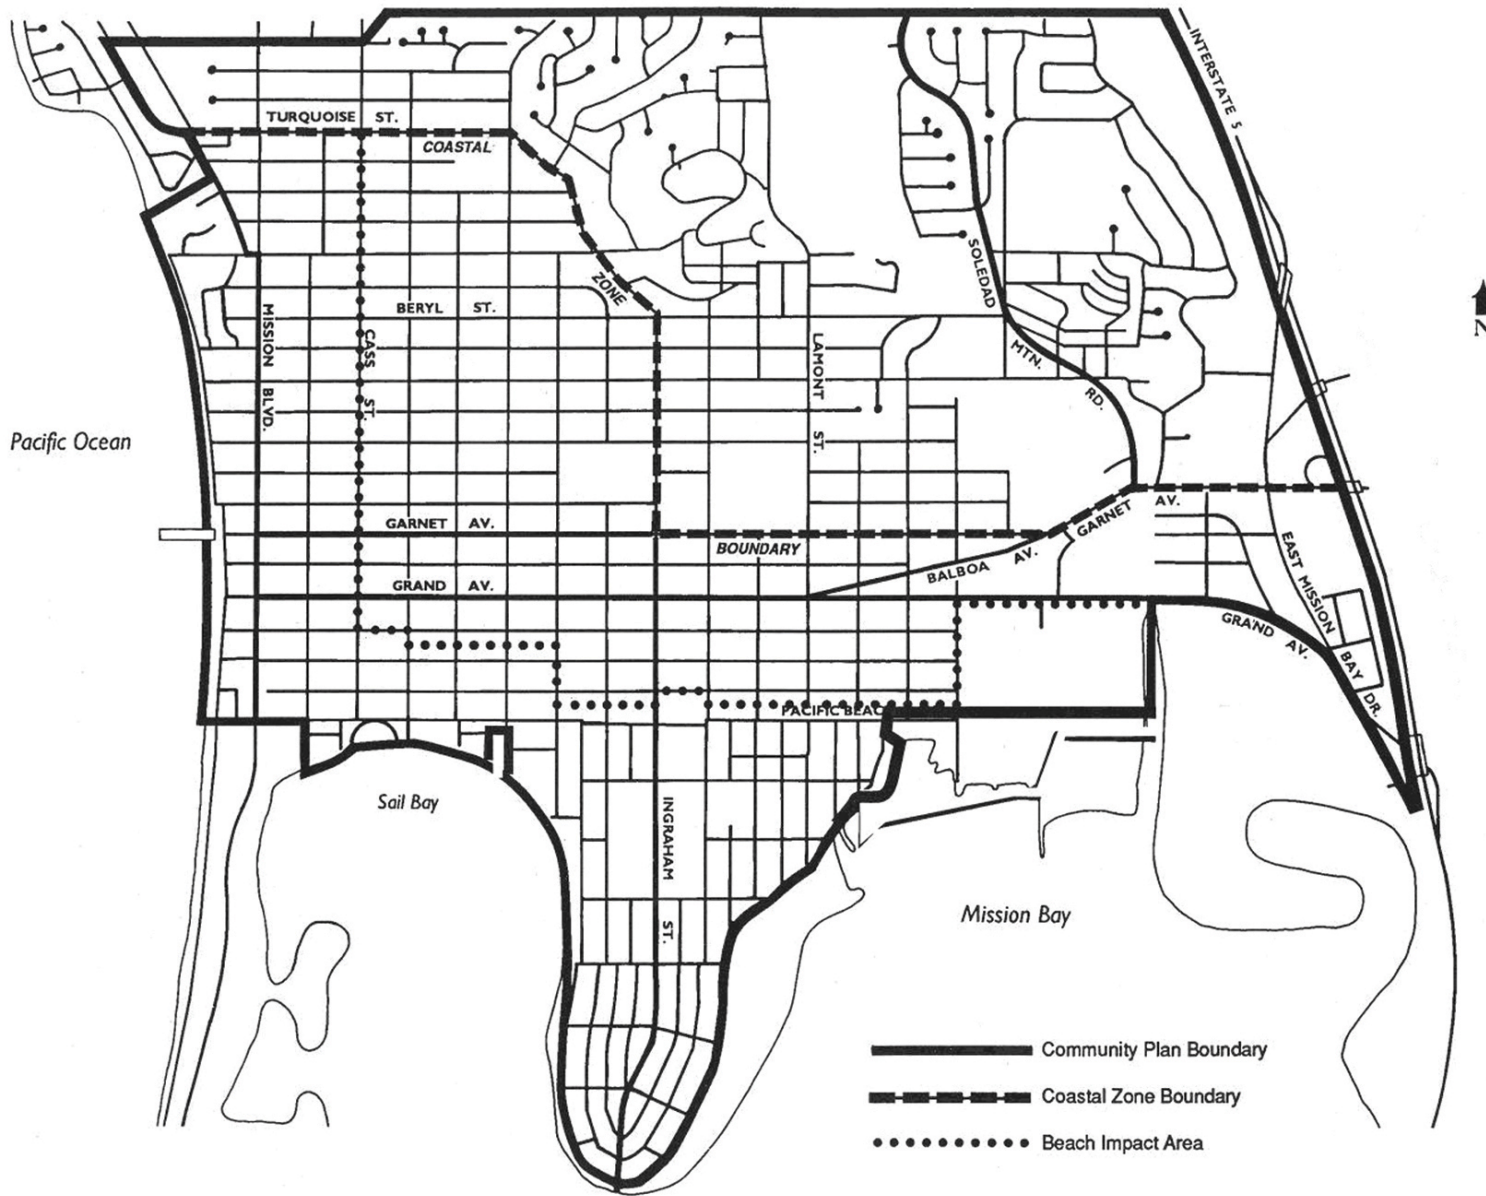 INTERSTATE 5
TURQUOISE ST.
COASTAL
ZONE
SOLEDAD
MTN.
RD.
BERYL ST.
MISSION BLVD.
CASS ST.
LAMONT ST.
N
Pacific Ocean
GARNET AV.
BOUNDARY
GARNET AV.
BALBOA AV.
GRAND AV.
EAST MISSION
BAY DR.
GRAND AV.
PACIFIC BEAC
INGRAHAM ST.
Sail Bay
Mission Bay
Community Plan Boundary
Coastal Zone Boundary
Beach Impact Area